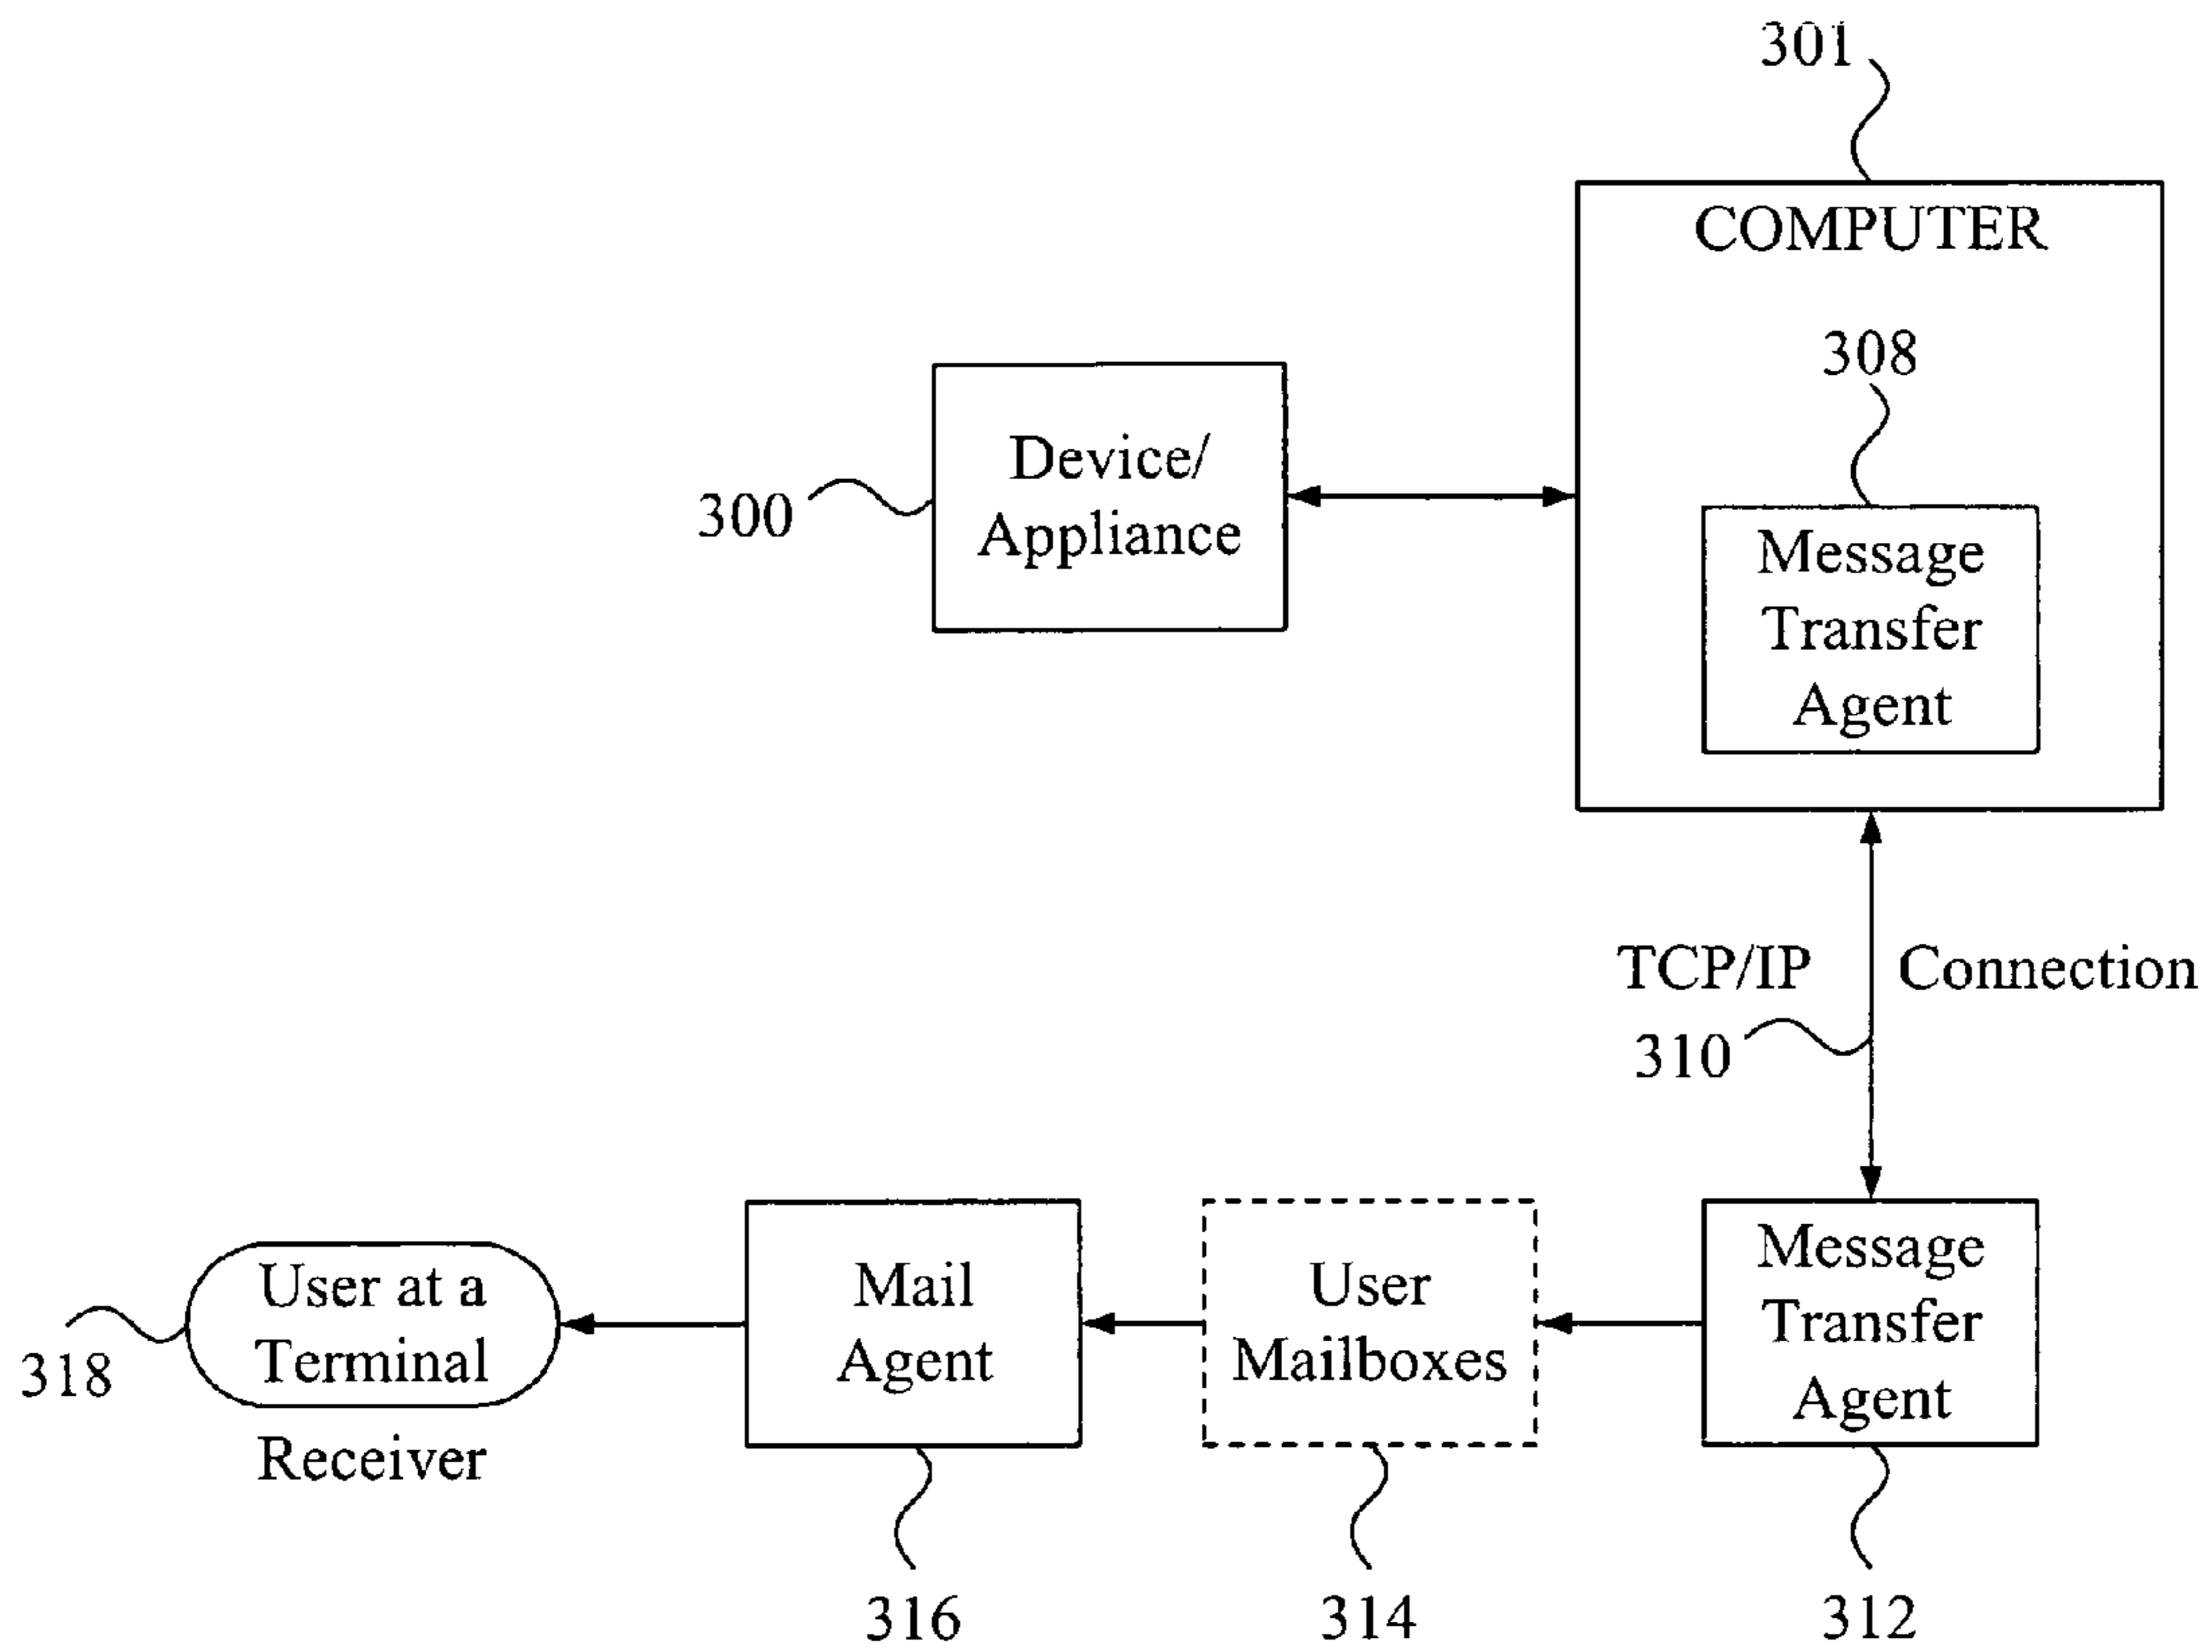 301
COMPUTER
308
Device/
Appliance
300
Message
Transfer
Agent
TCP/IP Connection
310
User at a
Terminal
318
Receiver
Mail
Agent
User
Mailboxes
Message
Transfer
Agent
316
314
312